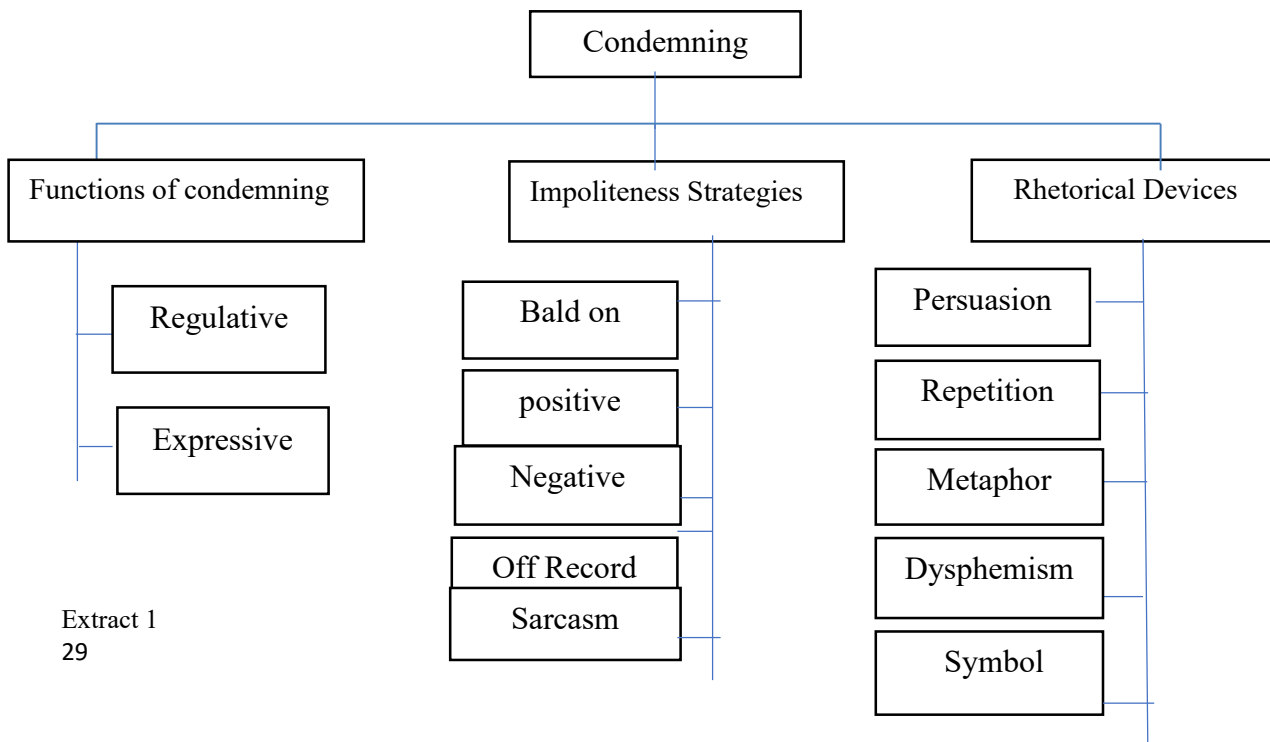 Condemning
Functions of condemning
Regulative
Expressive
Impoliteness Strategies
Bald on
positive
Negative
Off Record
Sarcasm
Rhetorical Devices
Persuasion
Repetition
Metaphor
Dysphemism
Symbol
Extract 1
29